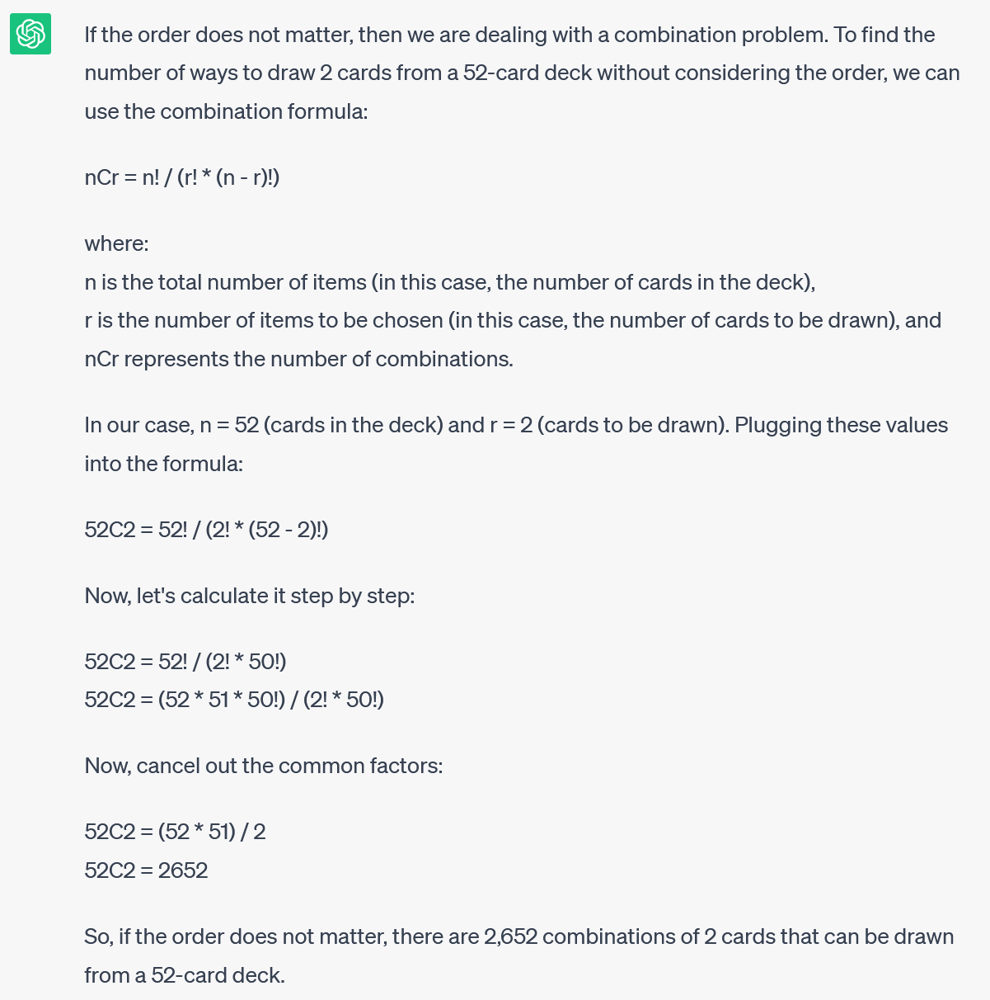 If the order does not matter, then we are dealing with a combination problem. To find the
number of ways to draw 2 cards from a 52-card deck without considering the order, we can
use the combination formula:
nCr = n! / (r! * (n - r)!)
where:
n is the total number of items (in this case, the number of cards in the deck),
r is the number of items to be chosen (in this case, the number of cards to be drawn), and
nCr represents the number of combinations.
In our case, n = 52 (cards in the deck) and r = 2 (cards to be drawn). Plugging these values
into the formula:
52C2 = 52! / (2! * (52 - 2)!)
Now, let's calculate it step by step:
52C2 = 52! / (2! * 50!)
52C2 = (52 * 51 * 50!) / (2! * 50!)
Now, cancel out the common factors:
52C2 = (52 * 51) / 2
52C2 = 2652
So, if the order does not matter, there are 2,652 combinations of 2 cards that can be drawn
from a 52-card deck.